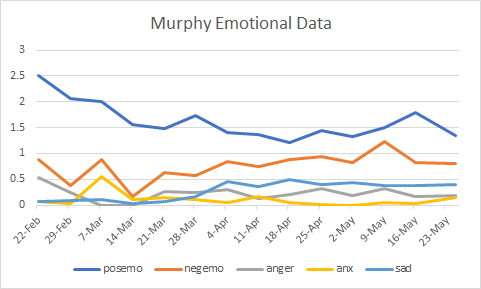 Murphy Emotional Data
3
2.5
2
1.5
1
0.5
0
22-Feb 29-Feb 7-Mar 14-Mar 21-Mar 28-Mar 4-Apr 11-Apr 18-Apr 25-Apr 2-May 9-May 16-May 23-May
posemo negemo anger anx sad